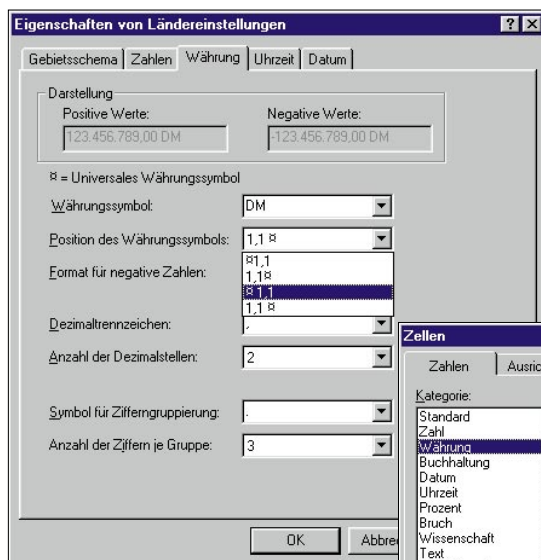 Eigenschaften von Ländereinstellungen
Gebietsschema Zahlen Währung Uhrzeit Datum
Darstellung
Positive Werte: Negative Werte:
123.456.789,00 DM -123.456.789,00 DM
¤ = Universales Währungssymbol
Währungssymbol: DM
Position des Währungssymbols: 1,1 ¤
¤1,1
1,1¤
Format für negative Zahlen:
¤ 1,1
1,1 ¤
Dezimaltrennzeichen: ,
Anzahl der Dezimalstellen: 2
Symbol für Zifferngruppierung: .
Anzahl der Ziffern je Gruppe: 3
OK Abbre
Zellen
Zahlen Ausric
Kategorie:
Standard
Zahl
Währung
Buchhaltung
Datum
Uhrzeit
Prozent
Bruch
Wissenschaft
Text